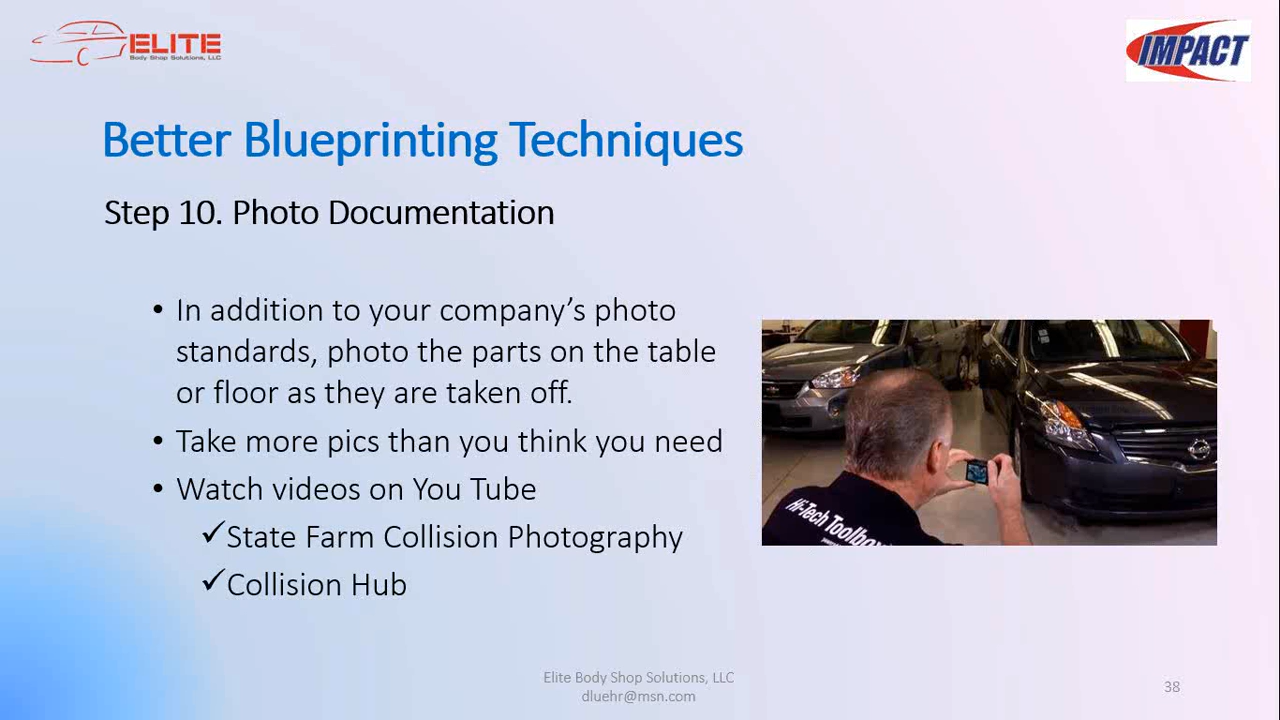 ELITE
Body Shop Solutions, LLC
IMPACT
Better Blueprinting Techniques
Step 10. Photo Documentation
• In addition to your company’s photo
standards, photo the parts on the table
or floor as they are taken off.
• Take more pics than you think you need
• Watch videos on You Tube
✓State Farm Collision Photography
✓Collision Hub
Hi-Tech Toolbox
Elite Body Shop Solutions, LLC
dluehr@msn.com
38